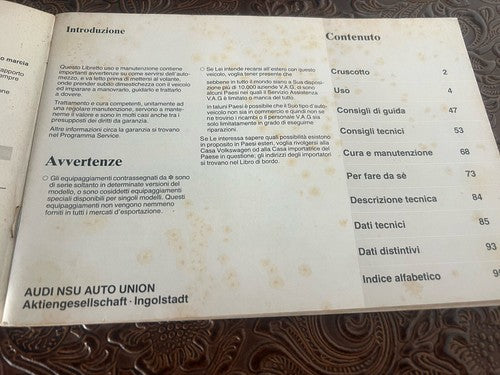 o marcia
apporto
empre
Introduzione
Questo Libretto uso e manutenzione contiene
importanti avvertenze su come servirsi dell'auto-
mezzo, e va letto prima di mettersi al volante,
onde prender subito dimestichezza con il veicolo
ed imparare a manovrarlo, guidarlo e trattarlo
a dovere.
Trattamento e cura competenti, unitamente ad
una regolare manutenzione, servono a mante-
nerne il valore e sono in molti casi anche tra i
presupposti dei diritti da garanzia.
Altre informazioni circa la garanzia si trovano
nel Programma Service.
Avvertenze
Gli equipaggiamenti contrassegnati da ⊛ sono
di serie soltanto in determinate versioni del
modello, o sono cosiddetti equipaggiamenti
speciali disponibili per singoli modelli. Questi
equipaggiamenti non vengono nemmeno
forniti in tutti i mercati d'esportazione.
AUDI NSU AUTO UNION
Aktiengesellschaft · Ingolstadt
Se Lei intende recarsi all'estero con questo
veicolo, voglia tener presente che
sebbene in tutto il mondo siano a Sua disposi-
zione più di 10.000 aziende V.A.G, di sono
alcuni Paesi nei quali il Servizio Assistenza
V.A.G è limitato o manca del tutto.
In taluni Paesi è possibile che il Suo tipo d'auto-
veicolo non sia in commercio e quindi non se
ne trovino i ricambi o il personale V.A.G sia
solo limitatamente in grado di eseguire
riparazioni.
Se Le interessa sapere quali possibilità esistono
in proposito in Paesi esteri, voglia rivolgersi alla
Casa Volkswagen od alla Casa importatrice del
Paese in questione; gli indirizzi degli importatori
si trovano nel Libro di bordo.
Contenuto
Cruscotto 2
Uso 4
Consigli di guida 47
Consigli tecnici 53
Cura e manutenzione 68
Per fare da sè 73
Descrizione tecnica 84
Dati tecnici 85
Dati distintivi 93
Indice alfabetico